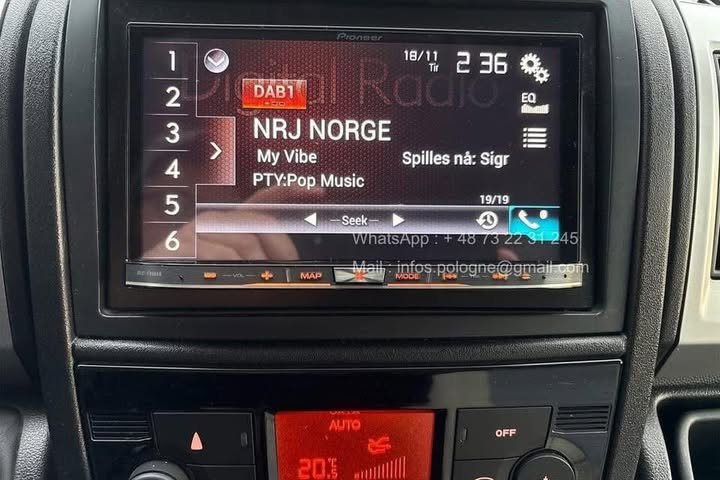 Pioneer
1
18/11
Tir
2 36
Digital Radio
2
DAB1
EQ
3
NRJ NORGE
My Vibe
Spilles nå: Sigr
4
PTY:Pop Music
5
19/19
Seek
6
WhatsApp : + 48 73 22 31 245
Mail : infos.pologne@gmail.com
VOL
MAP
MODE
AUTO
OFF
20.5°C